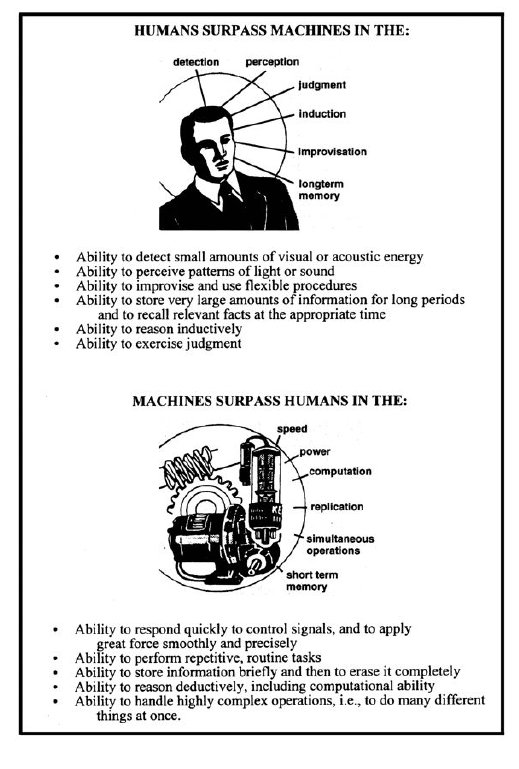 HUMANS SURPASS MACHINES IN THE:
detection
perception
judgment
induction
improvisation
longterm
memory
• Ability to detect small amounts of visual or acoustic energy
• Ability to perceive patterns of light or sound
• Ability to improvise and use flexible procedures
• Ability to store very large amounts of information for long periods
and to recall relevant facts at the appropriate time
• Ability to reason inductively
• Ability to exercise judgment
MACHINES SURPASS HUMANS IN THE:
speed
power
computation
replication
simultaneous
operations
short term
memory
• Ability to respond quickly to control signals, and to apply
great force smoothly and precisely
• Ability to perform repetitive, routine tasks
• Ability to store information briefly and then to erase it completely
• Ability to reason deductively, including computational ability
• Ability to handle highly complex operations, i.e., to do many different
things at once.